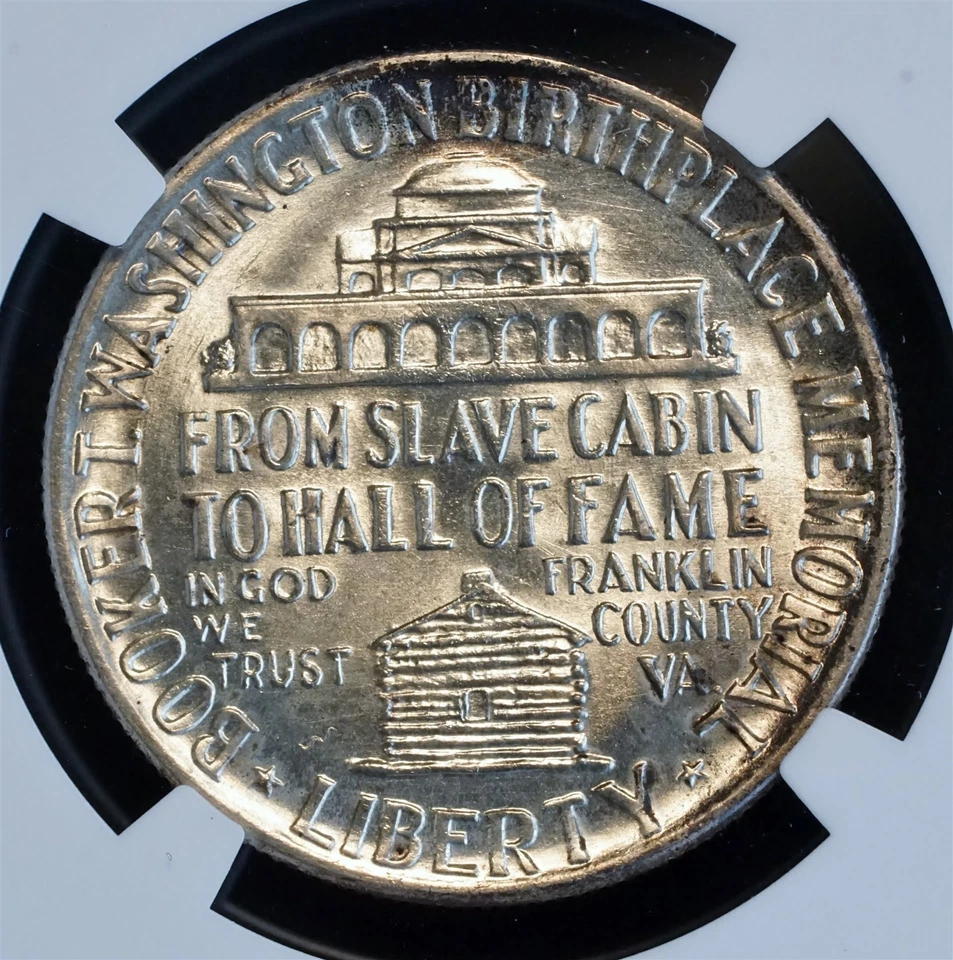 BOOKER T. WASHINGTON BIRTHPLACE MEMORIAL
FROM SLAVE CABIN
TO HALL OF FAME
IN GOD
WE
TRUST
FRANKLIN
COUNTY
VA.
LIBERTY